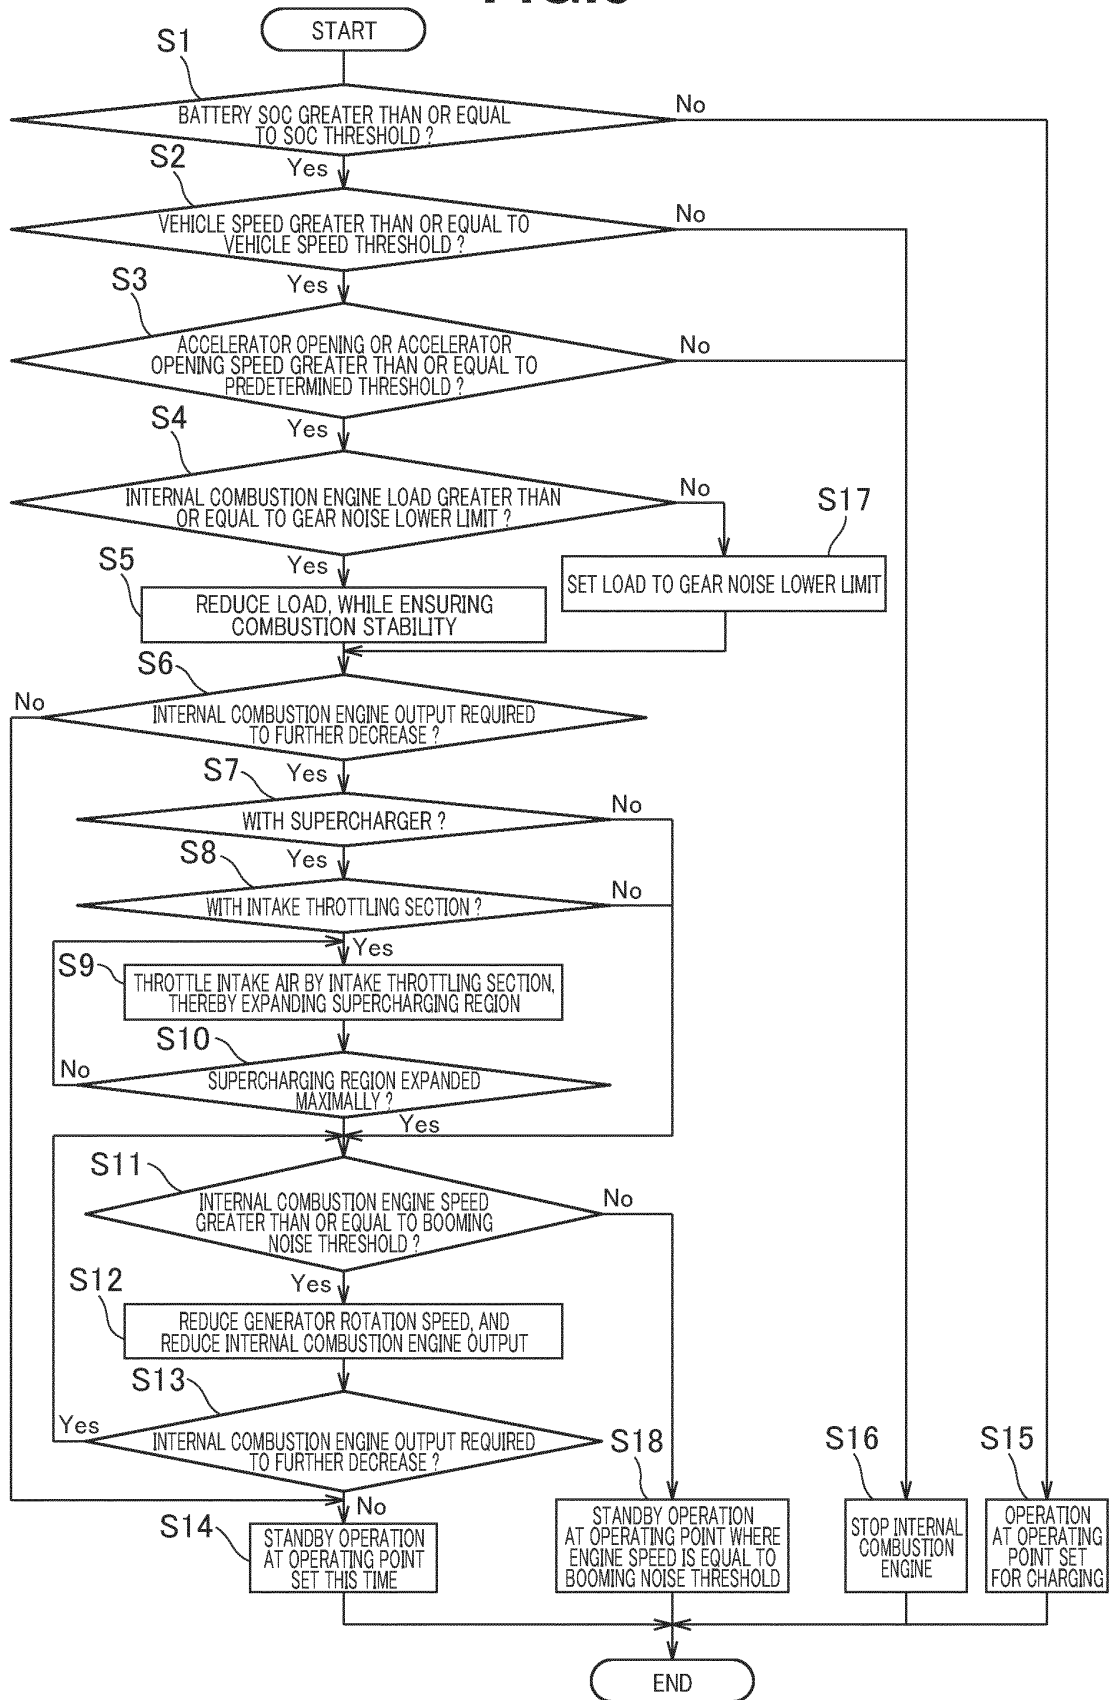 START
S1
BATTERY SOC GREATER THAN OR EQUAL
TO SOC THRESHOLD ?
No
Yes
S2
VEHICLE SPEED GREATER THAN OR EQUAL TO
VEHICLE SPEED THRESHOLD ?
No
Yes
S3
ACCELERATOR OPENING OR ACCELERATOR
OPENING SPEED GREATER THAN OR EQUAL TO
PREDETERMINED THRESHOLD ?
No
Yes
S4
INTERNAL COMBUSTION ENGINE LOAD GREATER THAN
OR EQUAL TO GEAR NOISE LOWER LIMIT ?
No
S17
SET LOAD TO GEAR NOISE LOWER LIMIT
Yes
S5
REDUCE LOAD, WHILE ENSURING
COMBUSTION STABILITY
S6
No
INTERNAL COMBUSTION ENGINE OUTPUT REQUIRED
TO FURTHER DECREASE ?
Yes
S7
WITH SUPERCHARGER ?
No
Yes
S8
WITH INTAKE THROTTLING SECTION ?
No
Yes
S9
THROTTLE INTAKE AIR BY INTAKE THROTTLING SECTION,
THEREBY EXPANDING SUPERCHARGING REGION
S10
No
SUPERCHARGING REGION EXPANDED
MAXIMALLY ?
Yes
S11
INTERNAL COMBUSTION ENGINE SPEED
GREATER THAN OR EQUAL TO BOOMING
NOISE THRESHOLD ?
No
Yes
S12
REDUCE GENERATOR ROTATION SPEED, AND
REDUCE INTERNAL COMBUSTION ENGINE OUTPUT
S13
Yes
INTERNAL COMBUSTION ENGINE OUTPUT REQUIRED
TO FURTHER DECREASE ?
No
S14
STANDBY OPERATION
AT OPERATING POINT
SET THIS TIME
S18
STANDBY OPERATION
AT OPERATING POINT WHERE
ENGINE SPEED IS EQUAL TO
BOOMING NOISE THRESHOLD
S16
STOP INTERNAL
COMBUSTION
ENGINE
S15
OPERATION
AT OPERATING
POINT SET
FOR CHARGING
END